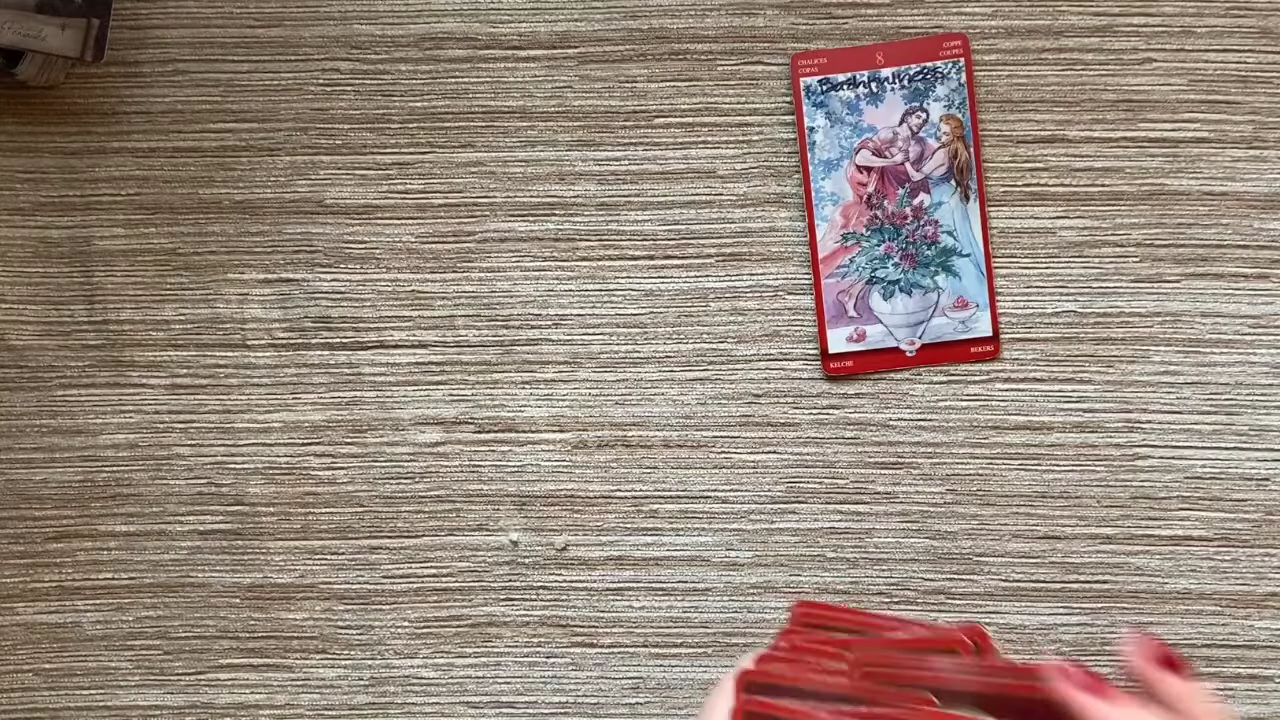 CHALICES
COPAS
8
COPPE
COUPES
Bashfulness
KELCHE
BEKERS